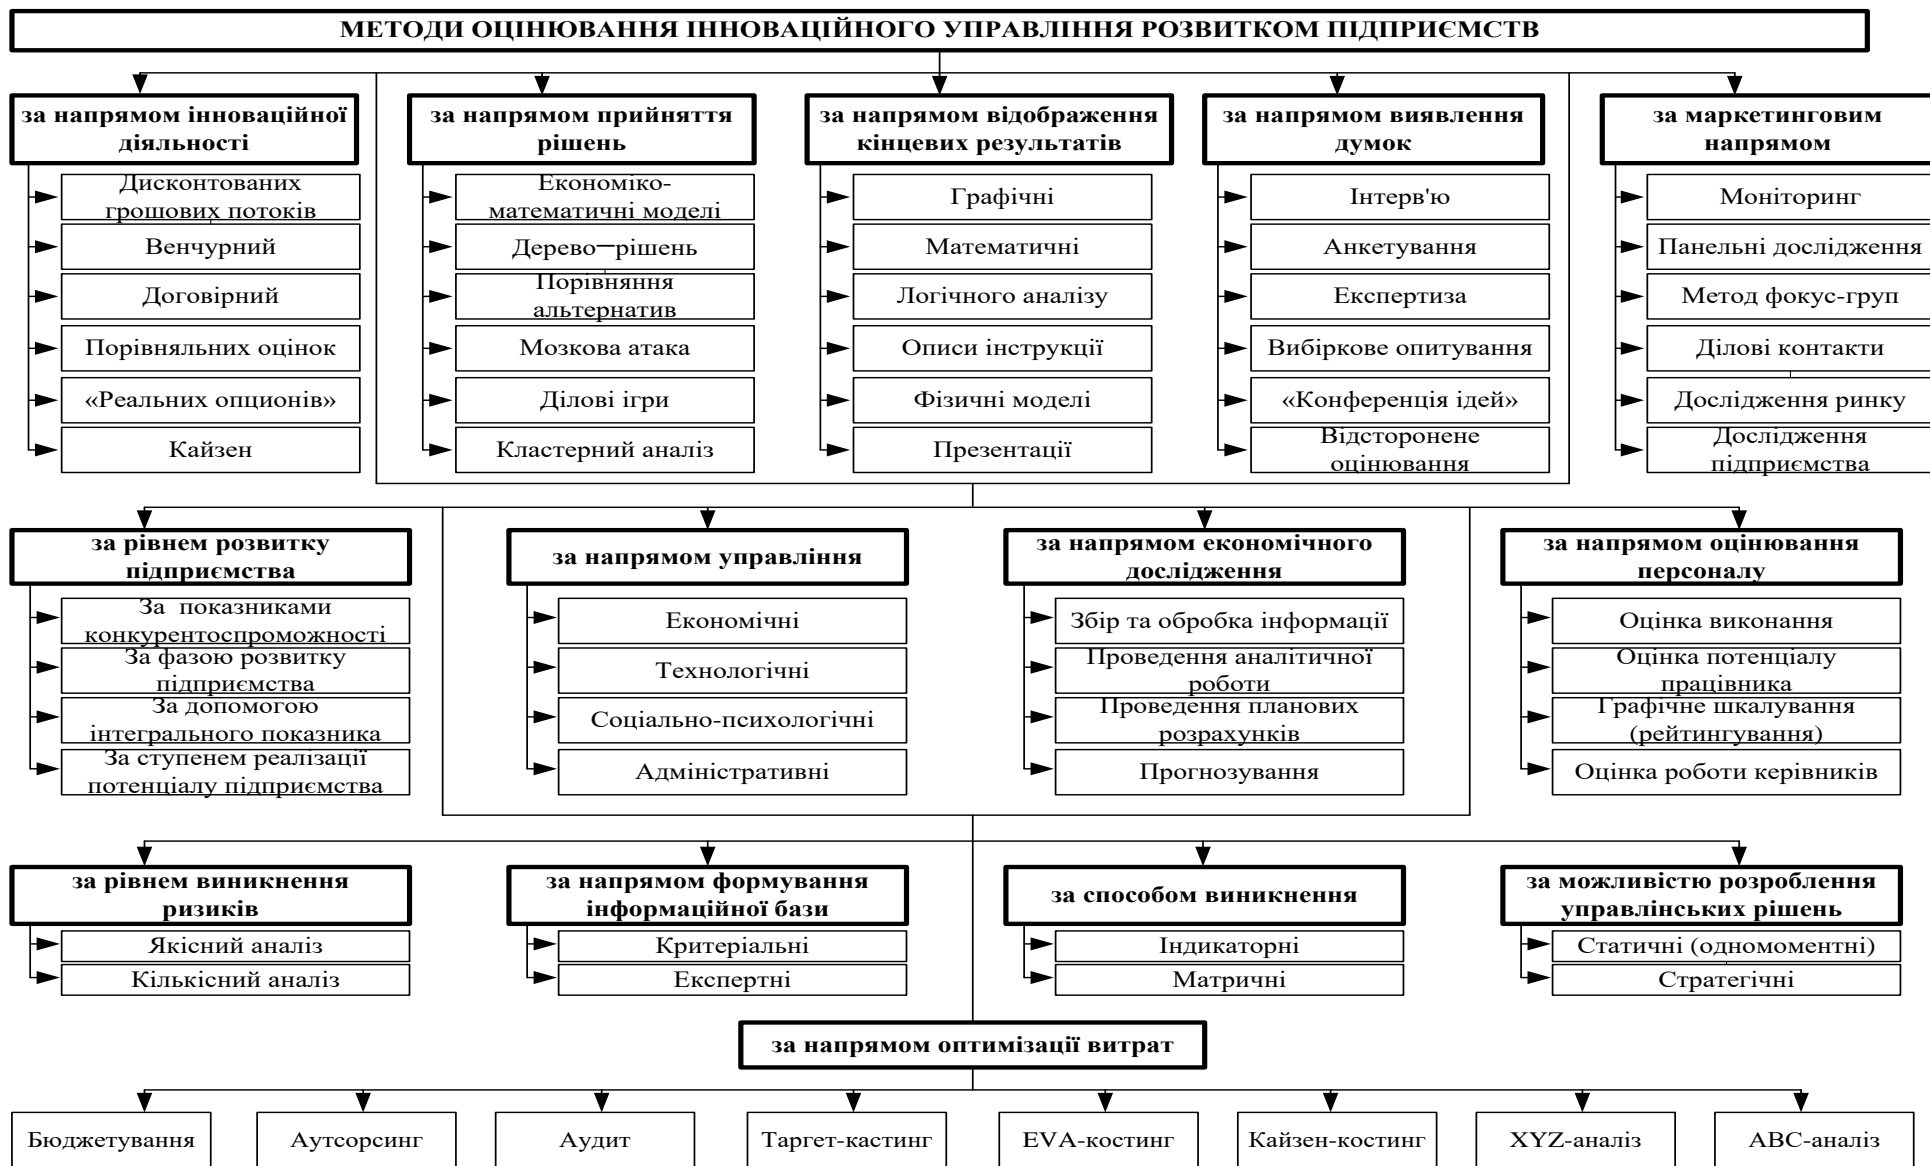 МЕТОДИ ОЦІНЮВАННЯ ІННОВАЦІЙНОГО УПРАВЛІННЯ РОЗВИТКОМ ПІДПРИЄМСТВ
за напрямом інноваційної
діяльності
Дисконтованих
грошових потоків
Венчурний
Договірний
Порівняльних оцінок
«Реальних опционів»
Кайзен
за напрямом прийняття
рішень
Економіко-
математичні моделі
Дерево–рішень
Порівняння
альтернатив
Мозкова атака
Ділові ігри
Кластерний аналіз
за напрямом відображення
кінцевих результатів
Графічні
Математичні
Логічного аналізу
Описи інструкції
Фізичні моделі
Презентації
за напрямом виявлення
думок
Інтерв'ю
Анкетування
Експертиза
Вибіркове опитування
«Конференція ідей»
Відсторонене
оцінювання
за маркетинговим
напрямом
Моніторинг
Панельні дослідження
Метод фокус-груп
Ділові контакти
Дослідження ринку
Дослідження
підприємства
за рівнем розвитку
підприємства
За показниками
конкурентоспроможності
За фазою розвитку
підприємства
За допомогою
інтегрального показника
За ступенем реалізації
потенціалу підприємства
за напрямом управління
Економічні
Технологічні
Соціально-психологічні
Адміністративні
за напрямом економічного
дослідження
Збір та обробка інформації
Проведення аналітичної
роботи
Проведення планових
розрахунків
Прогнозування
за напрямом оцінювання
персоналу
Оцінка виконання
Оцінка потенціалу
працівника
Графічне шкалування
(рейтингування)
Оцінка роботи керівників
за рівнем виникнення
ризиків
Якісний аналіз
Кількісний аналіз
за напрямом формування
інформаційної бази
Критеріальні
Експертні
за способом виникнення
Індикаторні
Матричні
за можливістю розроблення
управлінських рішень
Статичні (одномоментні)
Стратегічні
за напрямом оптимізації витрат
Бюджетування
Аутсорсинг
Аудит
Таргет-кастинг
EVA-костинг
Кайзен-костинг
XYZ-аналіз
АВС-аналіз